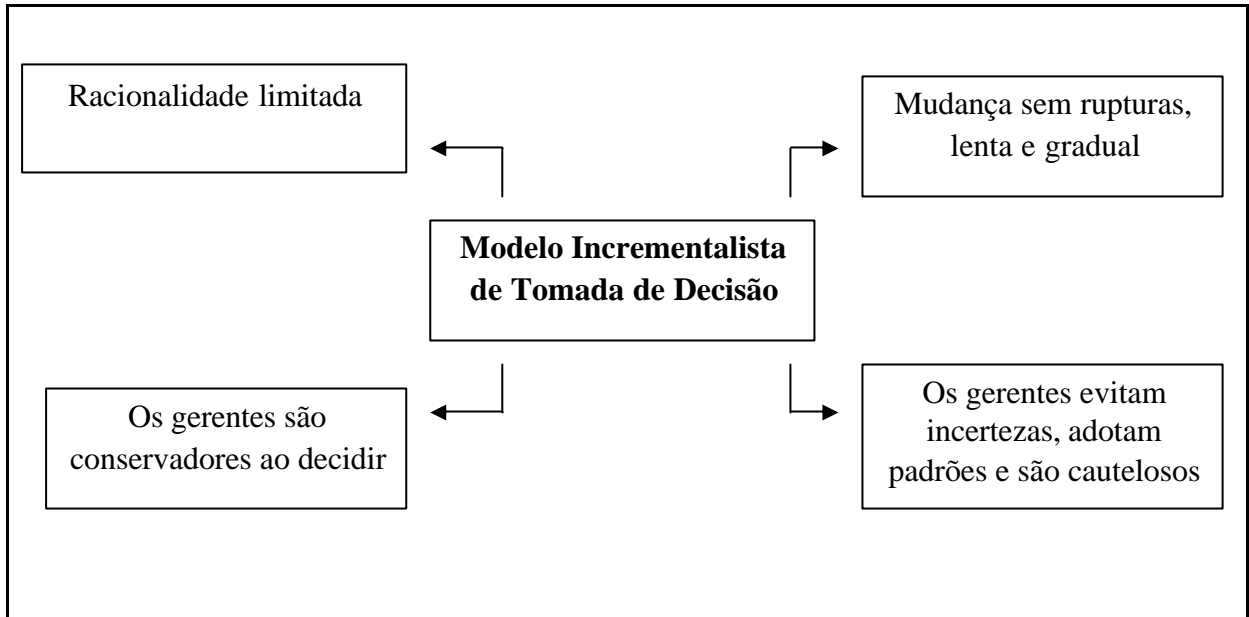 Racionalidade limitada
Mudança sem rupturas,
lenta e gradual
Modelo Incrementalista
de Tomada de Decisão
Os gerentes são
conservadores ao decidir
Os gerentes evitam
incertezas, adotam
padrões e são cautelosos